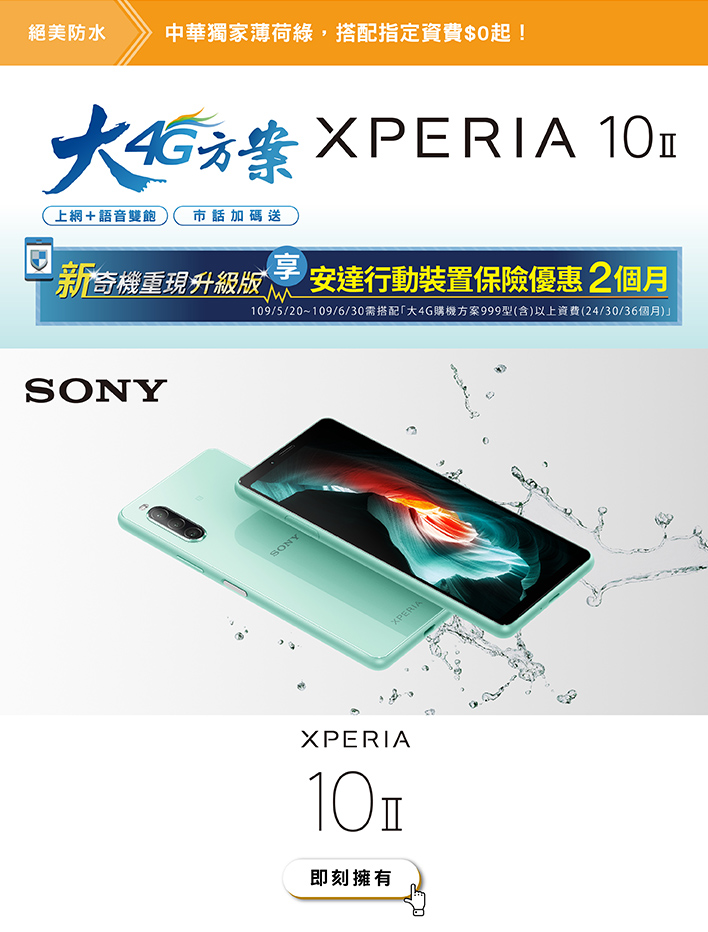 絕美防水
中華獨家薄荷綠，搭配指定資費$0起！
大4G方案
XPERIA 10 II
上網＋語音雙飽
市話加碼送
新奇機重現升級版
享
安達行動裝置保險優惠2個月
109/5/20~109/6/30需搭配「大4G購機方案999型(含)以上資費(24/30/36個月)」
SONY
SONY
XPERIA
XPERIA
10 II
即刻擁有